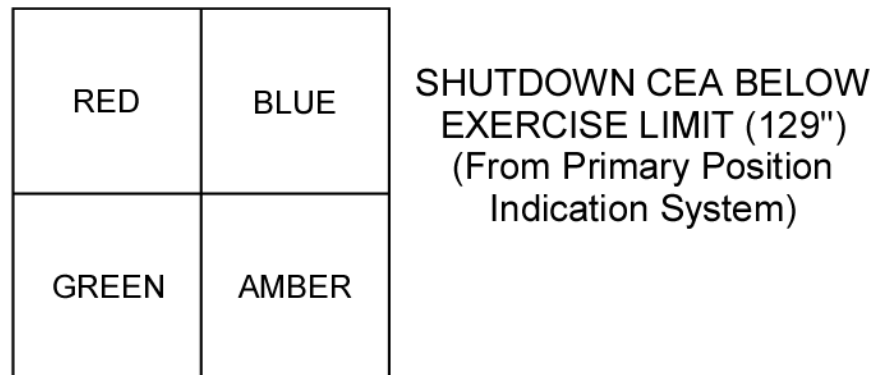 RED
BLUE
GREEN
AMBER
SHUTDOWN CEA BELOW
EXERCISE LIMIT (129")
(From Primary Position
Indication System)